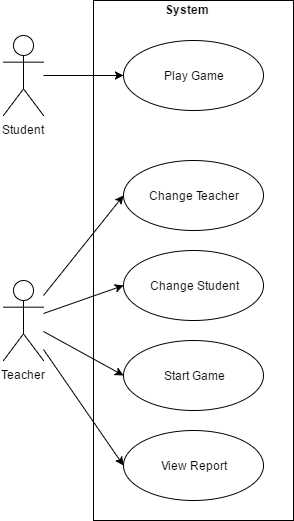 System
Play Game
Student
Change Teacher
Change Student
Teacher
Start Game
View Report